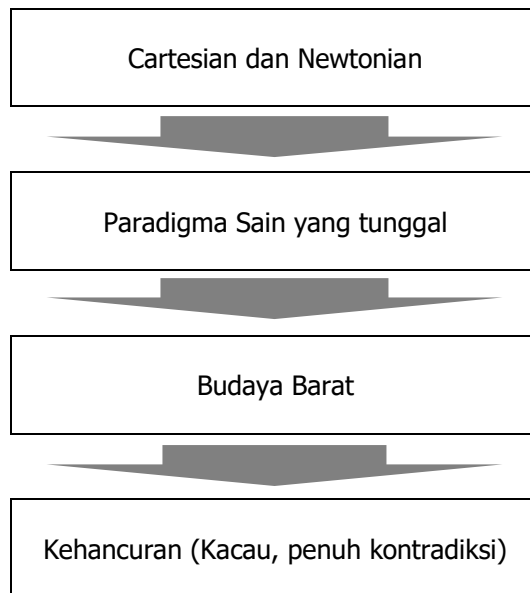 Cartesian dan Newtonian
Paradigma Sain yang tunggal
Budaya Barat
Kehancuran (Kacau, penuh kontradiksi)